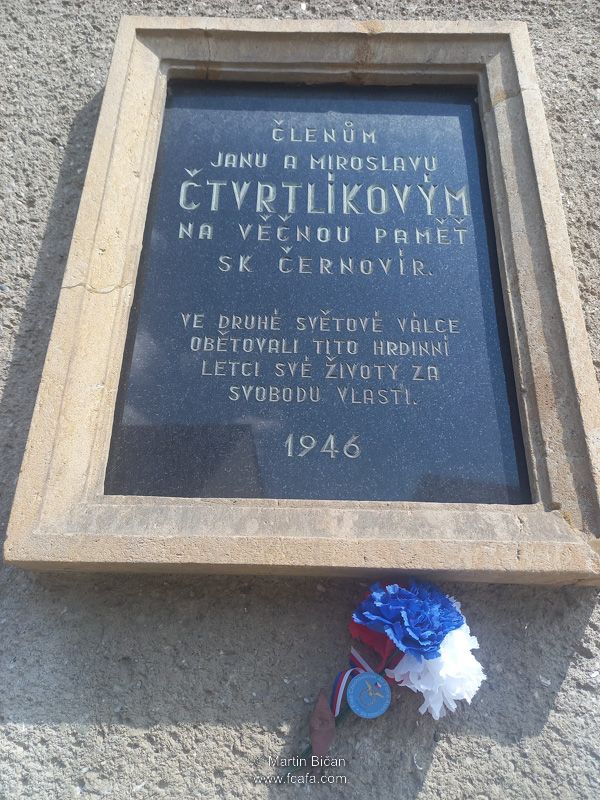 ČLENŮM
JANU A MIROSLAVU
ČTVRTLÍKOVÝM
NA VĚČNOU PAMĚŤ
SK ČERNOVÍR.
VE DRUHÉ SVĚTOVÉ VÁLCE
OBĚTOVALI TITO HRDINNÍ
LETCI SVÉ ŽIVOTY ZA
SVOBODU VLASTI.
1946
© Martin Bičan
www.fcafa.com